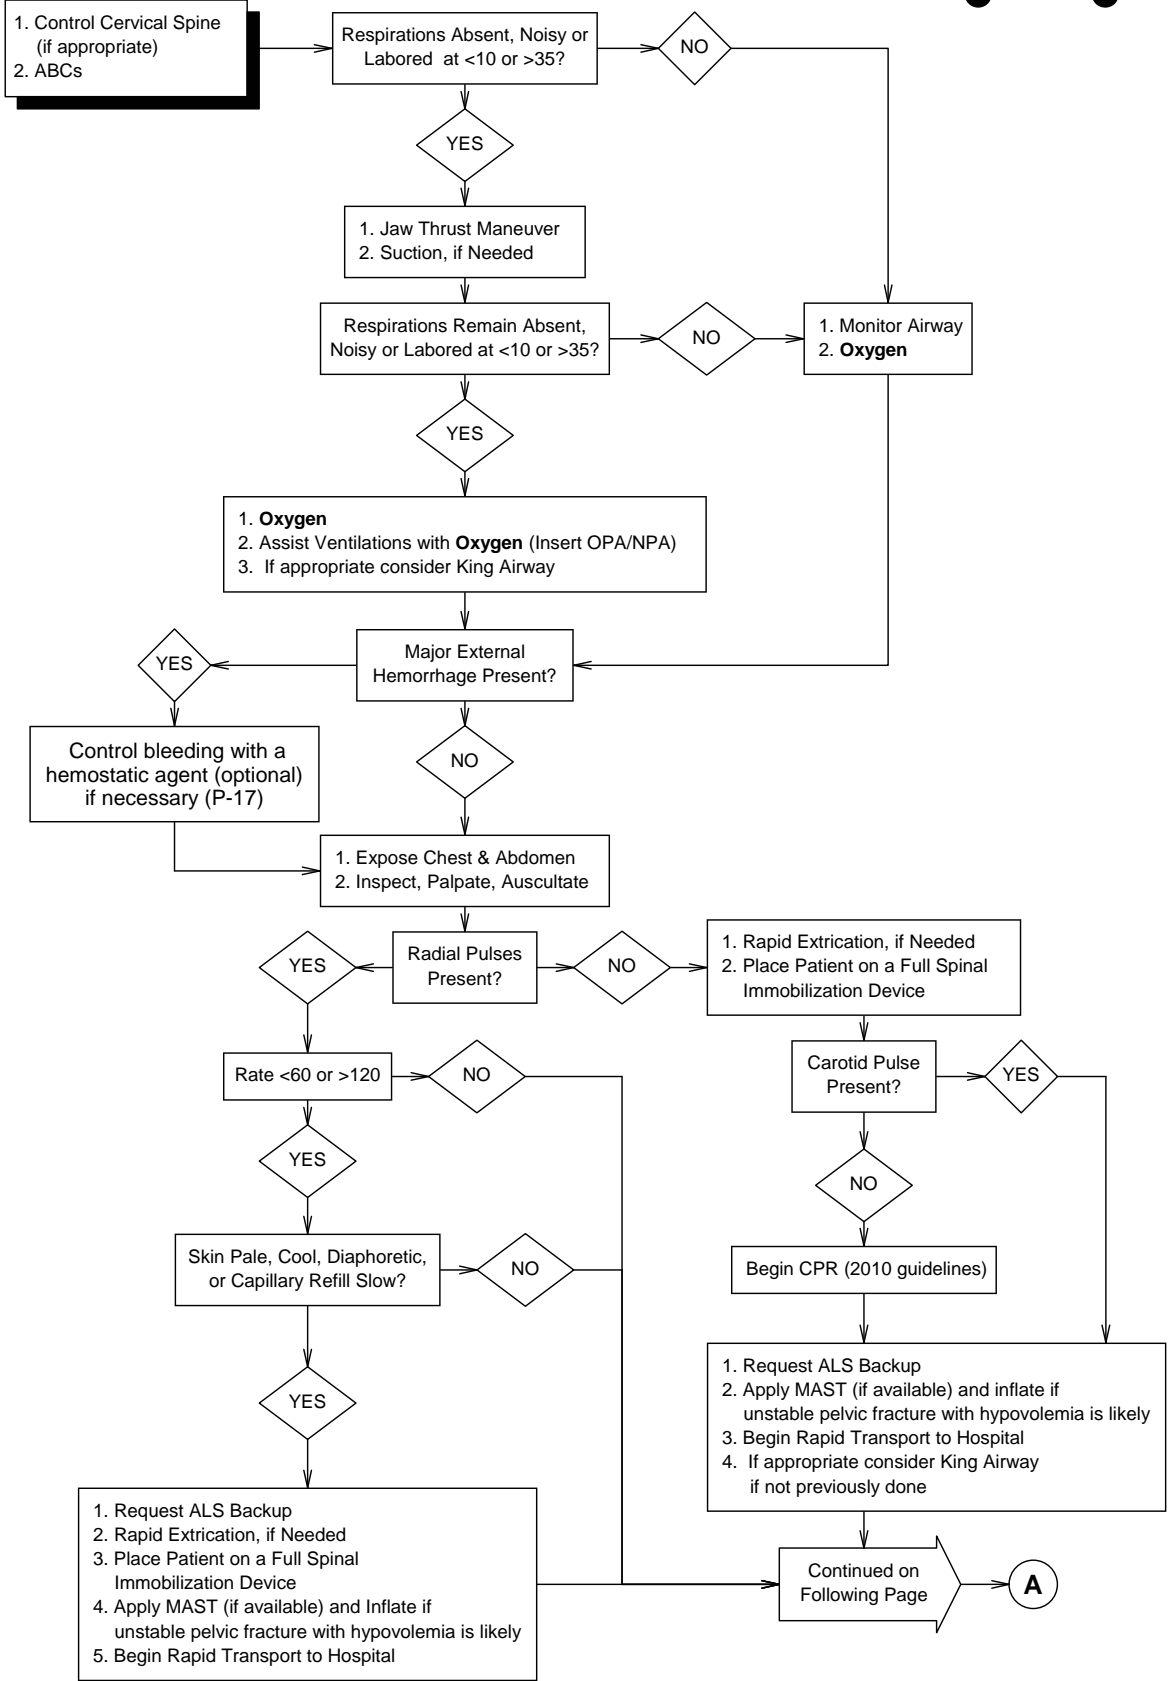 1. Control Cervical Spine
(if appropriate)
2. ABCs
Respirations Absent, Noisy or
Labored at <10 or >35?
NO
YES
1. Jaw Thrust Maneuver
2. Suction, if Needed
Respirations Remain Absent,
Noisy or Labored at <10 or >35?
NO
1. Monitor Airway
2. Oxygen
YES
1. Oxygen
2. Assist Ventilations with Oxygen (Insert OPA/NPA)
3. If appropriate consider King Airway
Major External
Hemorrhage Present?
YES
Control bleeding with a
hemostatic agent (optional)
if necessary (P-17)
NO
1. Expose Chest & Abdomen
2. Inspect, Palpate, Auscultate
Radial Pulses
Present?
YES
NO
1. Rapid Extrication, if Needed
2. Place Patient on a Full Spinal
Immobilization Device
Rate <60 or >120
NO
Carotid Pulse
Present?
YES
YES
NO
Skin Pale, Cool, Diaphoretic,
or Capillary Refill Slow?
NO
Begin CPR (2010 guidelines)
YES
1. Request ALS Backup
2. Apply MAST (if available) and inflate if
unstable pelvic fracture with hypovolemia is likely
3. Begin Rapid Transport to Hospital
4. If appropriate consider King Airway
if not previously done
1. Request ALS Backup
2. Rapid Extrication, if Needed
3. Place Patient on a Full Spinal
Immobilization Device
4. Apply MAST (if available) and Inflate if
unstable pelvic fracture with hypovolemia is likely
5. Begin Rapid Transport to Hospital
Continued on
Following Page
A